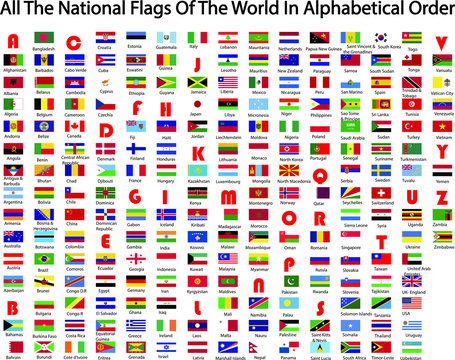 All The National Flags Of The World In Alphabetical Order
A
Afghanistan
Albania
Algeria
Andorra
Angola
Antigua &
Barbuda
Argentina
Armenia
Australia
Austria
Azerbaijan
B
Bahamas
Bahrain
Bangladesh
Barbados
Belarus
Belgium
Belize
Benin
Bhutan
Bolivia
Bosna &
Herzegovina
Botswana
Brazil
Brunei
Bulgaria
Burkina Faso
Burundi
C
Cabo Verde
Cambodia
Cameroon
Canada
Central African
Republic
Chad
Chile
China
Colombia
Comoros
Congo D.R
Congo R
Costa Rica
Cote d'Ivoire
Croatia
Cuba
Cyprus
Czech
D
Denmark
Djibouti
Dominica
Dominican
Republic
E
Ecuador
Egypt
El Salvador
Equatorial
Guinea
Eritrea
Estonia
Eswatini
Ethiopia
F
Fiji
Finland
France
G
Gabon
Gambia
Georgia
Germany
Ghana
Greece
Grenada
Guatemala
Guinea
Guyana
H
Haiti
Honduras
Hungary
I
Iceland
India
Indonesia
Iran
Iraq
Ireland
Israel
Italy
J
Jamaica
Japan
Jordan
K
Kazakhstan
Kenya
Kiribati
Kosovo
Kuwait
Kyrgyzstan
L
Laos
Latvia
Lebanon
Lesotho
Liberia
Libya
Liechtenstein
Lithuania
Luxembourg
M
Madagascar
Malawi
Malaysia
Maldives
Mali
Malta
Marshall Islands
Mauritania
Mauritius
Mexico
Micronesia
Moldova
Monaco
Mongolia
Montenegro
Morocco
Mozambique
Myanmar
N
Namibia
Nauru
Nepal
Netherlands
New Zealand
Nicaragua
Niger
Nigeria
North Korea
North Macedonia
Norway
O
Oman
P
Pakistan
Palau
Palestine
Panama
Papua New Guinea
Paraguay
Peru
Philippines
Poland
Portugal
Q
Qatar
R
Romania
Russia
Rwanda
S
Saint Kitts
& Nevis
Saint Lucia
Saint Vincent &
the Grenadines
Samoa
San Marino
Sao Tome
& Principe
Saudi Arabia
Senegal
Serbia
Seychelles
Sierra Leone
Singapore
Slovakia
Slovenia
Solomon Islands
Somalia
South Africa
South Korea
South Sudan
Spain
Sri Lanka
Sudan
Suriname
Sweden
Switzerland
Syria
T
Taiwan
Tajikistan
Tanzania
Thailand
Timor
Togo
Tonga
Trinidad &
Tobago
Tunisia
Turkey
Turkmenistan
Tuvalu
U
Uganda
Ukraine
United Arab
Emirates
UK
USA
Uruguay
Uzbekistan
V
Vanuatu
Vatican City
Venezuela
Vietnam
Y
Yemen
Z
Zambia
Zimbabwe